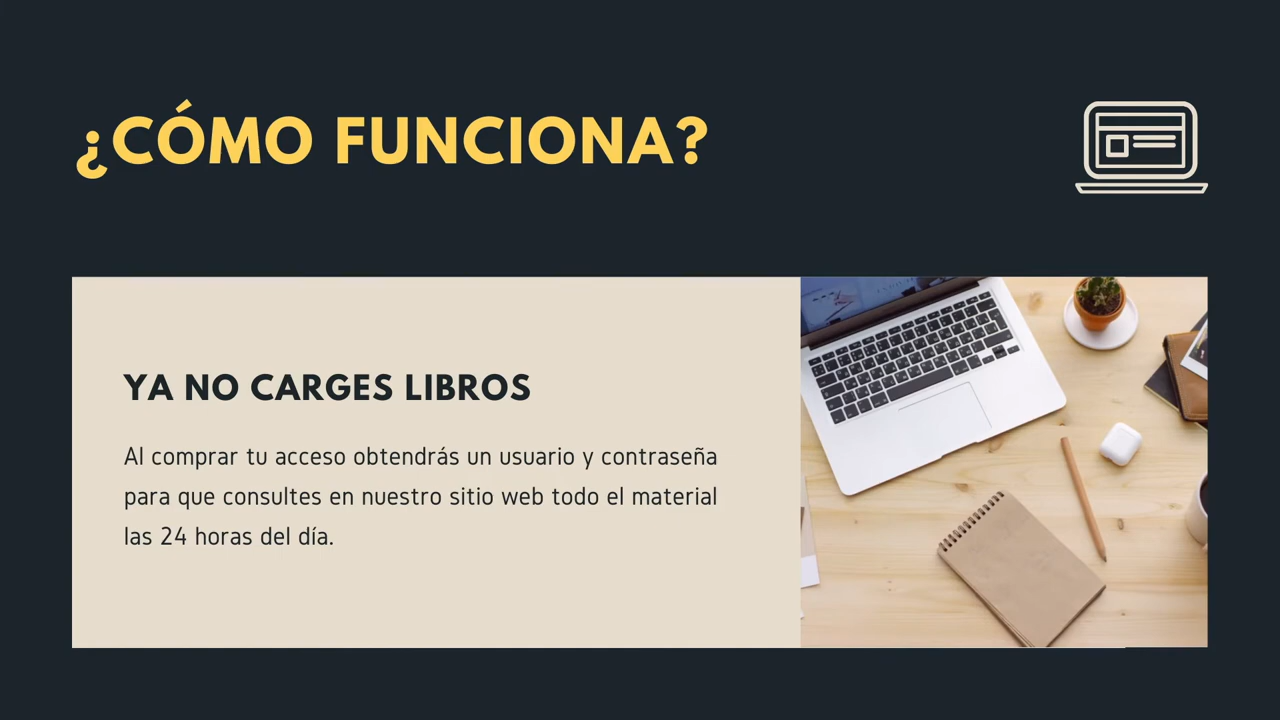 ¿CÓMO FUNCIONA?
YA NO CARGES LIBROS
Al comprar tu acceso obtendrás un usuario y contraseña
para que consultes en nuestro sitio web todo el material
las 24 horas del día.